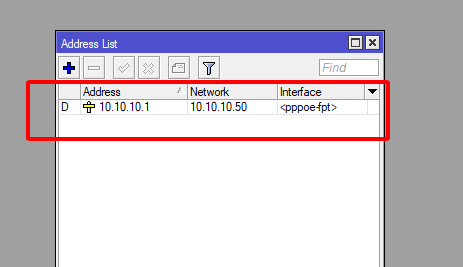 Address List
Find
Address Network Interface
D 10.10.10.1 10.10.10.50 <pppoe-fpt>